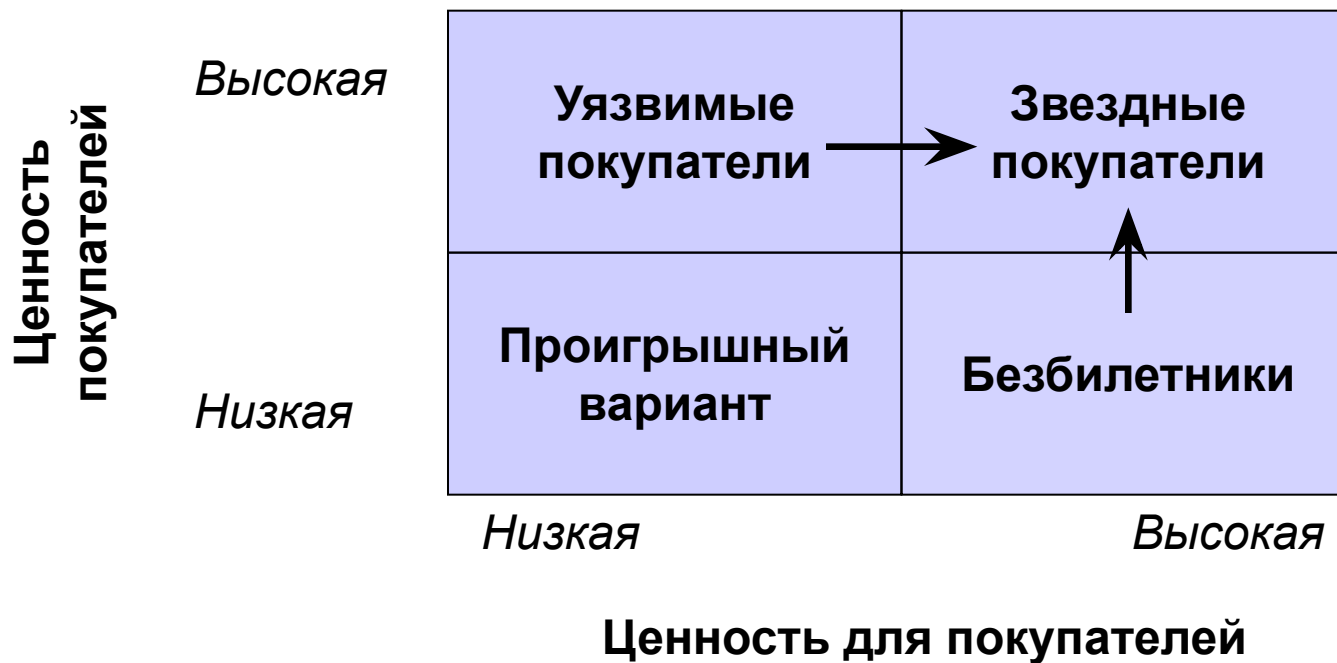 Ценность
покупателей
Высокая
Низкая
Уязвимые
покупатели
Звездные
покупатели
Проигрышный
вариант
Безбилетники
Низкая
Высокая
Ценность для покупателей